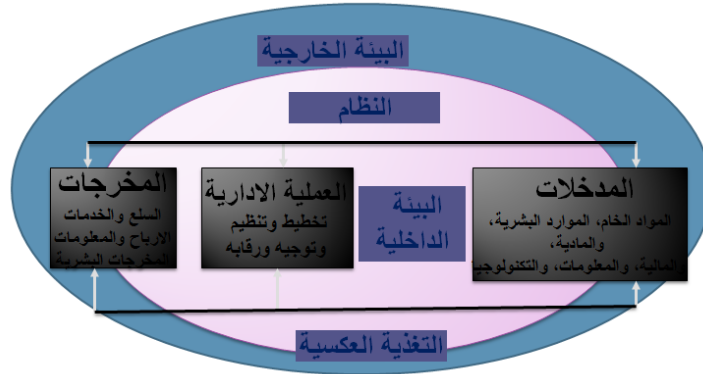 البيئة الخارجية
النظام
المدخلات
المواد الخام، الموارد البشرية،
والمادية،
المالية، والمعلومات، والتكنولوجيا
البيئة
الداخلية
العملية الادارية
تخطيط وتنظيم
وتوجيه ورقابه
المخرجات
السلع والخدمات
الارباح والمعلومات
المخرجات البشرية
التغذية العكسية